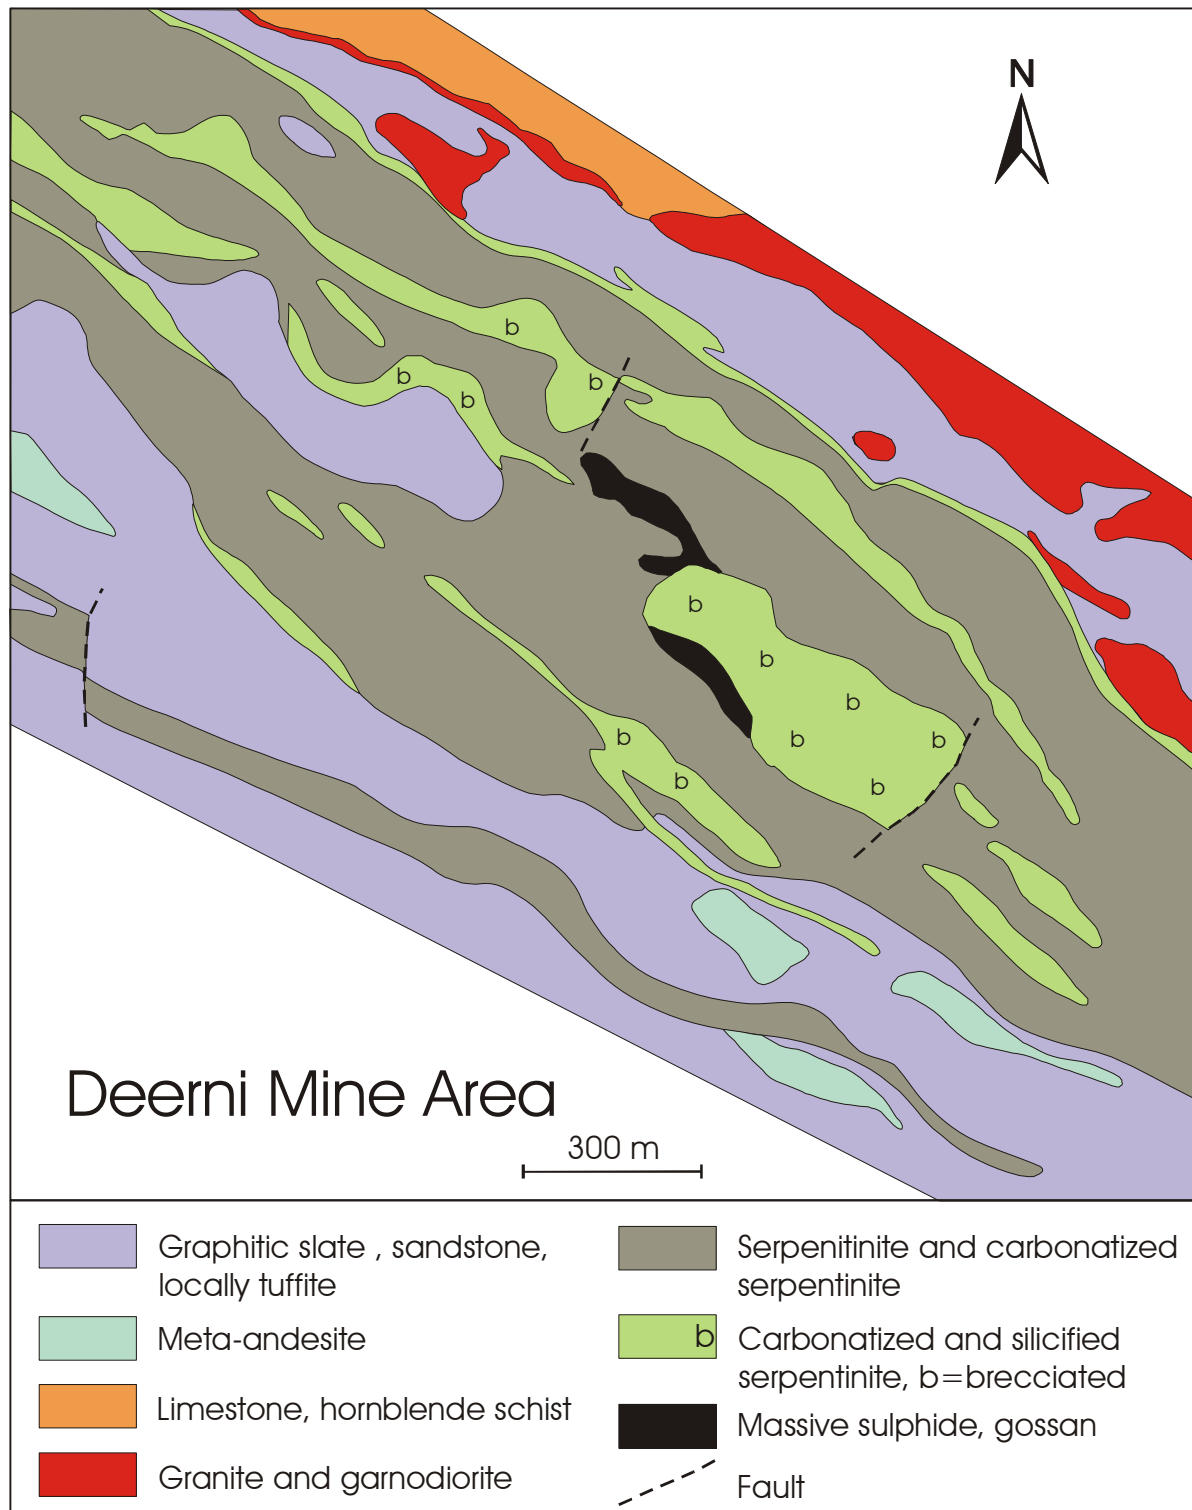 N
b
b
b
b
b
b
b
b
b
b
b
b
b
Deerni Mine Area
300 m
Graphitic slate , sandstone,
locally tuffite
Meta-andesite
Limestone, hornblende schist
Granite and garnodiorite
Serpenitinite and carbonatized
serpentinite
b
Carbonatized and silicified
serpentinite, b=brecciated
Massive sulphide, gossan
Fault